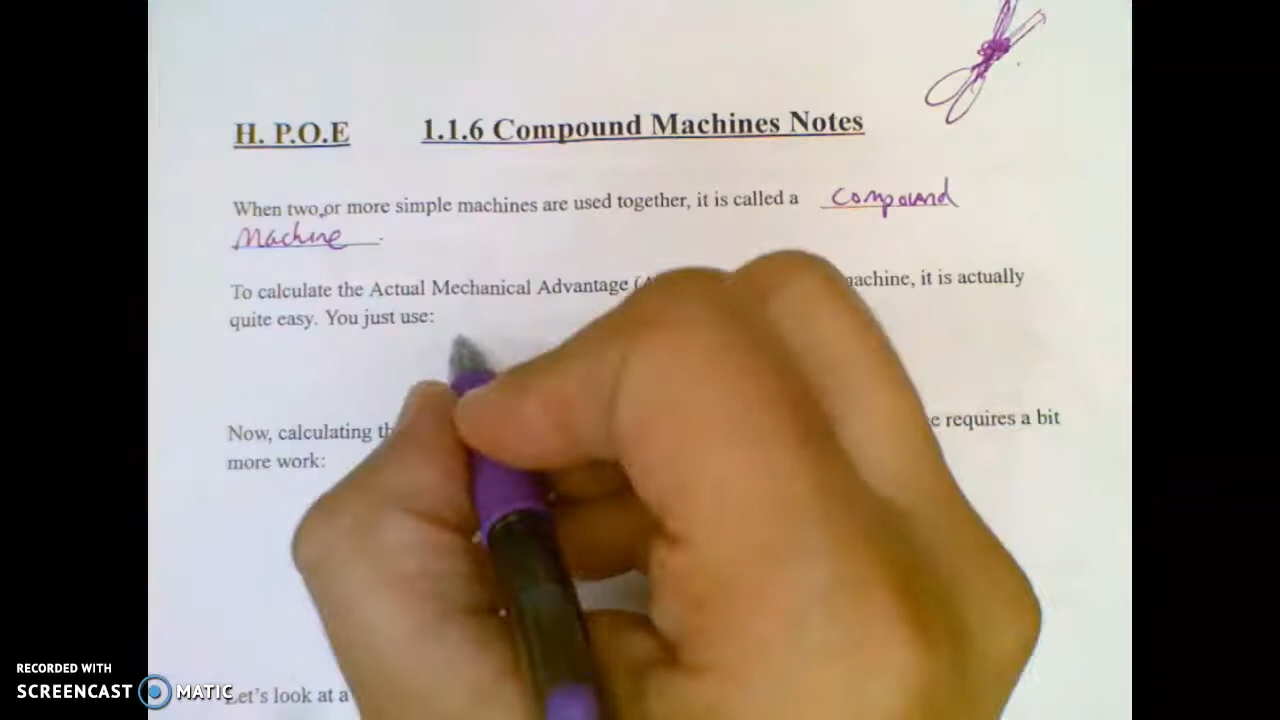 H. P.O.E 1.1.6 Compound Machines Notes
When two or more simple machines are used together, it is called a compound
Machine.
To calculate the Actual Mechanical Advantage machine, it is actually
quite easy. You just use:
Now, calculating requires a bit
more work:
Let's look at a
RECORDED WITH
SCREENCAST MATIC